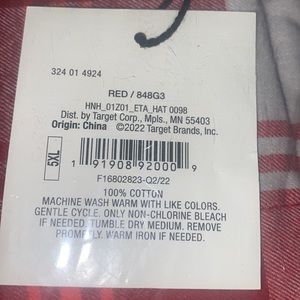 324 01 4924
RED / 848G3
HNH_01Z01_ETA_HAT 0098
Dist. by Target Corp., Mpls., MN 55403
Origin: China ©2022 Target Brands, Inc.
5XL
1 91908 92000 9
F16802823-Q2/22
100% COTTON
MACHINE WASH WARM WITH LIKE COLORS.
GENTLE CYCLE. ONLY NON-CHLORINE BLEACH
IF NEEDED. TUMBLE DRY MEDIUM. REMOVE
PROMPTLY. WARM IRON IF NEEDED.